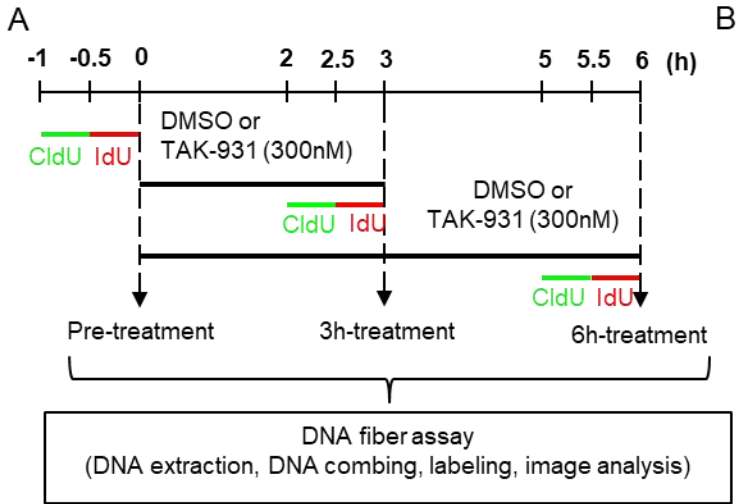 A
B
-1 -0.5 0 2 2.5 3 5 5.5 6 (h)
DMSO or
TAK-931 (300nM)
CldU IdU
DMSO or
TAK-931 (300nM)
CldU IdU
CldU IdU
Pre-treatment 3h-treatment 6h-treatment
DNA fiber assay
(DNA extraction, DNA combing, labeling, image analysis)